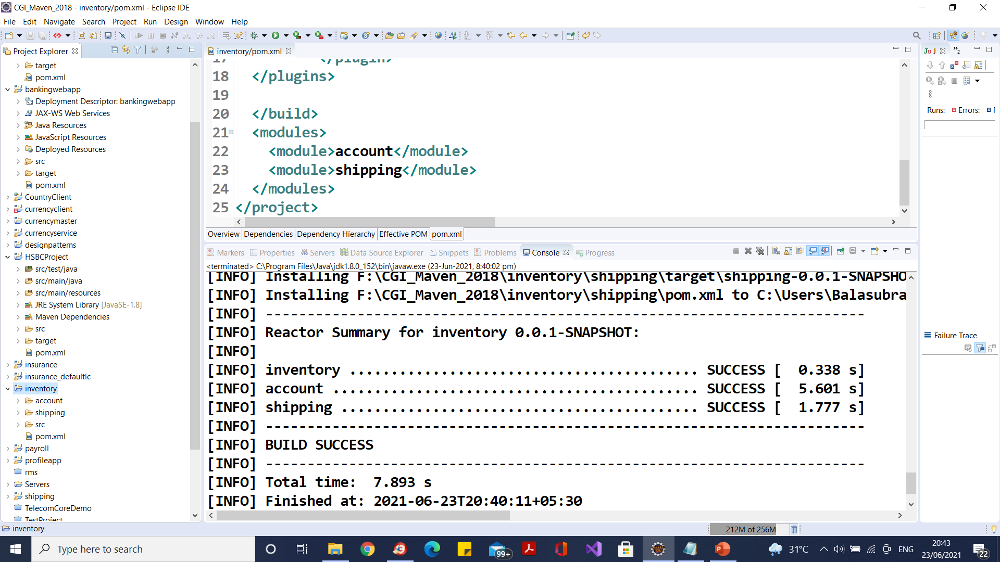 CGI_Maven_2018 - inventory/pom.xml - Eclipse IDE
File Edit Navigate Search Project Run Design Window Help
Project Explorer
target
pom.xml
bankingwebapp
Deployment Descriptor: bankingwebapp
JAX-WS Web Services
Java Resources
JavaScript Resources
Deployed Resources
src
target
pom.xml
CountryClient
currencyclient
currencymaster
currencyservice
designpatterns
HSBCProject
src/test/java
src/main/java
src/main/resources
JRE System Library [JavaSE-1.8]
Maven Dependencies
src
target
pom.xml
insurance
insurance_defaultlc
inventory
account
shipping
src
pom.xml
payroll
profileapp
rms
Servers
shipping
TelecomCoreDemo
TestProject
inventory/pom.xml
17 </plugin>
18 </plugins>
19
20 </build>
21 <modules>
22 <module>account</module>
23 <module>shipping</module>
24 </modules>
25 </project>
Overview Dependencies Dependency Hierarchy Effective POM pom.xml
Markers Properties Servers Data Source Explorer Snippets Problems Console Progress
<terminated> C:\Program Files\Java\jdk1.8.0_152\bin\javaw.exe (23-Jun-2021, 8:40:02 pm)
[INFO] Installing F:\CGI_Maven_2018\inventory\shipping\target\shipping-0.0.1-SNAPSHO
[INFO] Installing F:\CGI_Maven_2018\inventory\shipping\pom.xml to C:\Users\Balasubra
[INFO] ------------------------------------------------------------------------
[INFO] Reactor Summary for inventory 0.0.1-SNAPSHOT:
[INFO]
[INFO] inventory .......................................... SUCCESS [  0.338 s]
[INFO] account ............................................ SUCCESS [  5.601 s]
[INFO] shipping ........................................... SUCCESS [  1.777 s]
[INFO] ------------------------------------------------------------------------
[INFO] BUILD SUCCESS
[INFO] ------------------------------------------------------------------------
[INFO] Total time:  7.893 s
[INFO] Finished at: 2021-06-23T20:40:11+05:30
Ju J 2
Runs: Errors: F
Failure Trace
inventory
212M of 256M
Type here to search
99+
31°C
ENG
20:43
23/06/2021
22